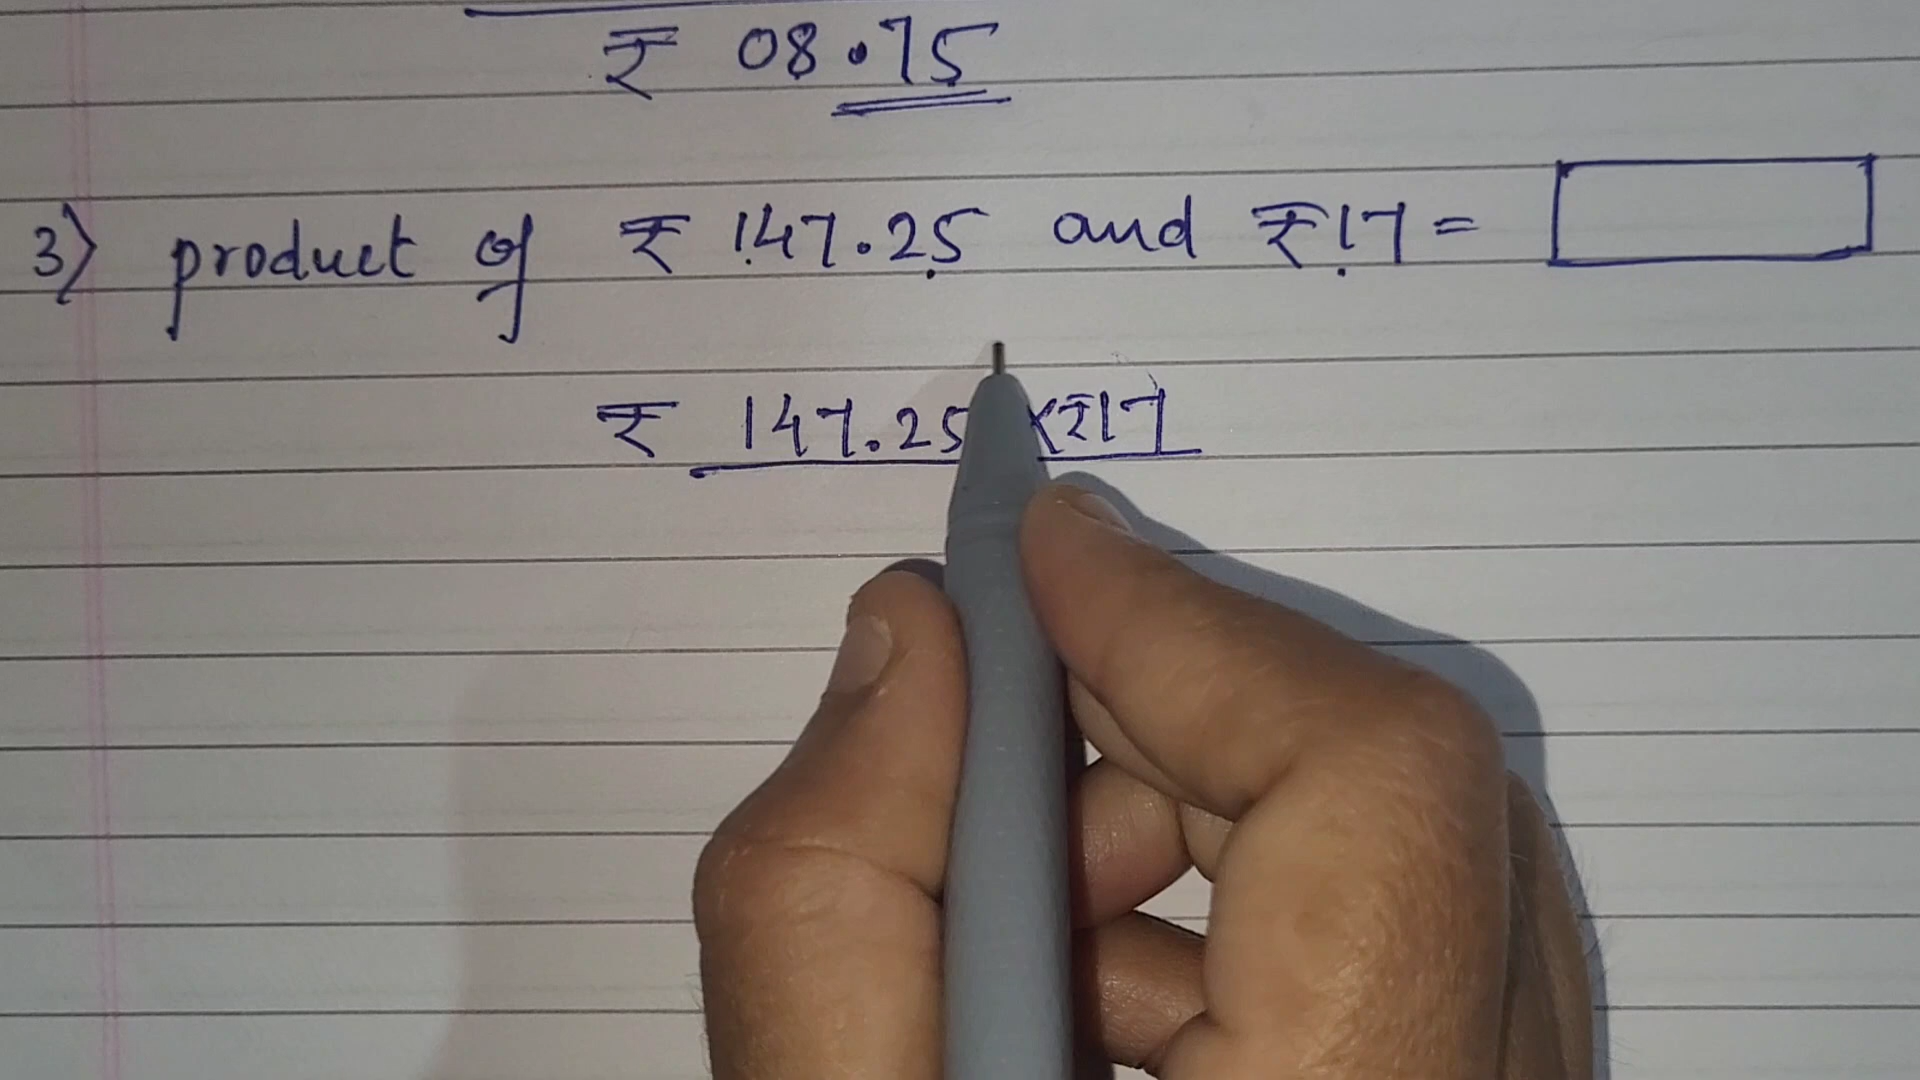 ₹ 08.75
3) product of ₹ 147.25 and ₹17 =
₹ 147.25 x₹17